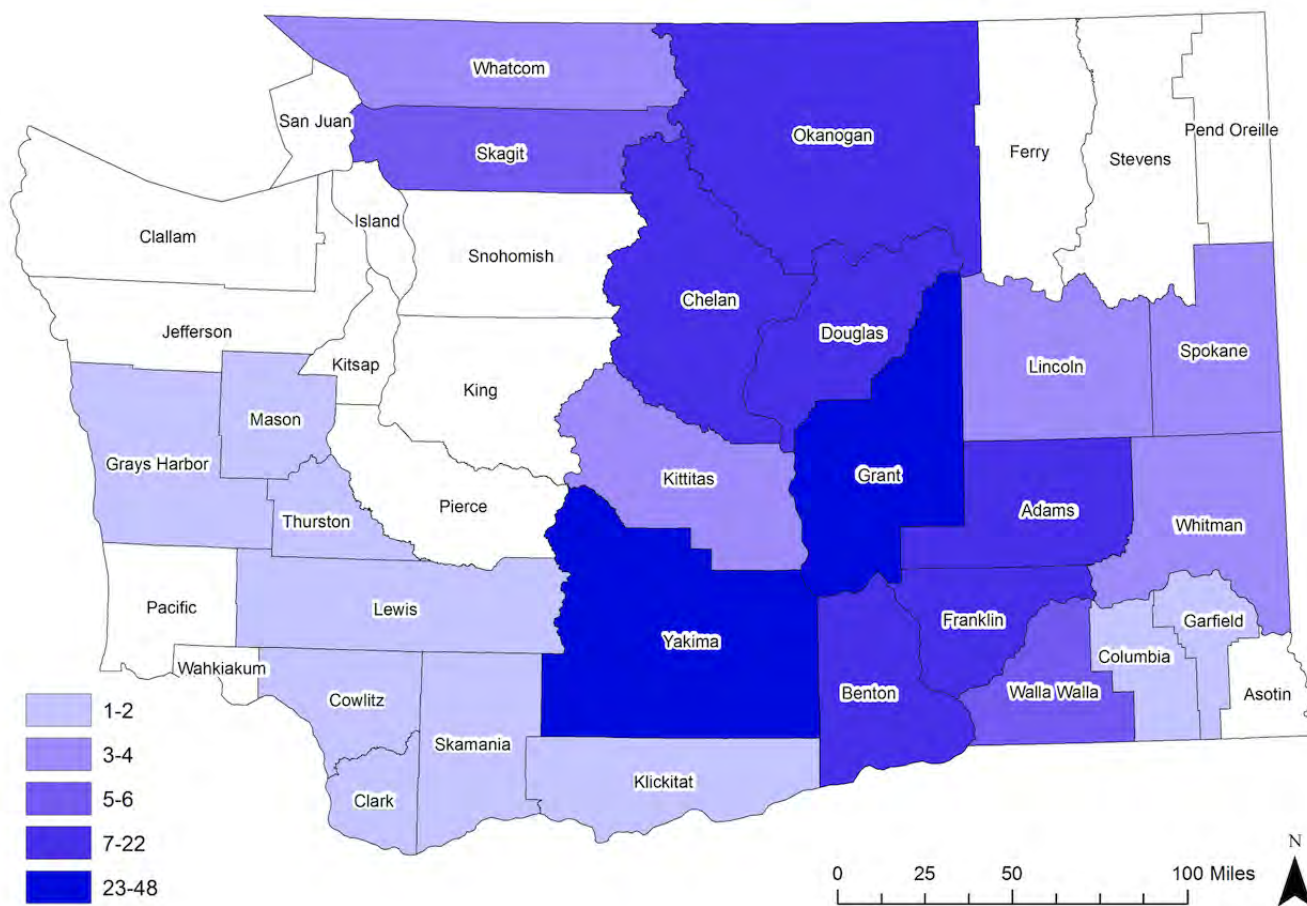 Whatcom
San Juan
Skagit
Okanogan
Ferry
Stevens
Pend Oreille
Clallam
Island
Snohomish
Chelan
Douglas
Jefferson
Kitsap
King
Lincoln
Spokane
Mason
Grays Harbor
Kittitas
Grant
Pierce
Thurston
Adams
Whitman
Pacific
Lewis
Yakima
Franklin
Garfield
Columbia
Wahkiakum
Cowlitz
Benton
Walla Walla
Asotin
Skamania
Klickitat
Clark
1-2
3-4
5-6
7-22
23-48
N
0 25 50 100 Miles